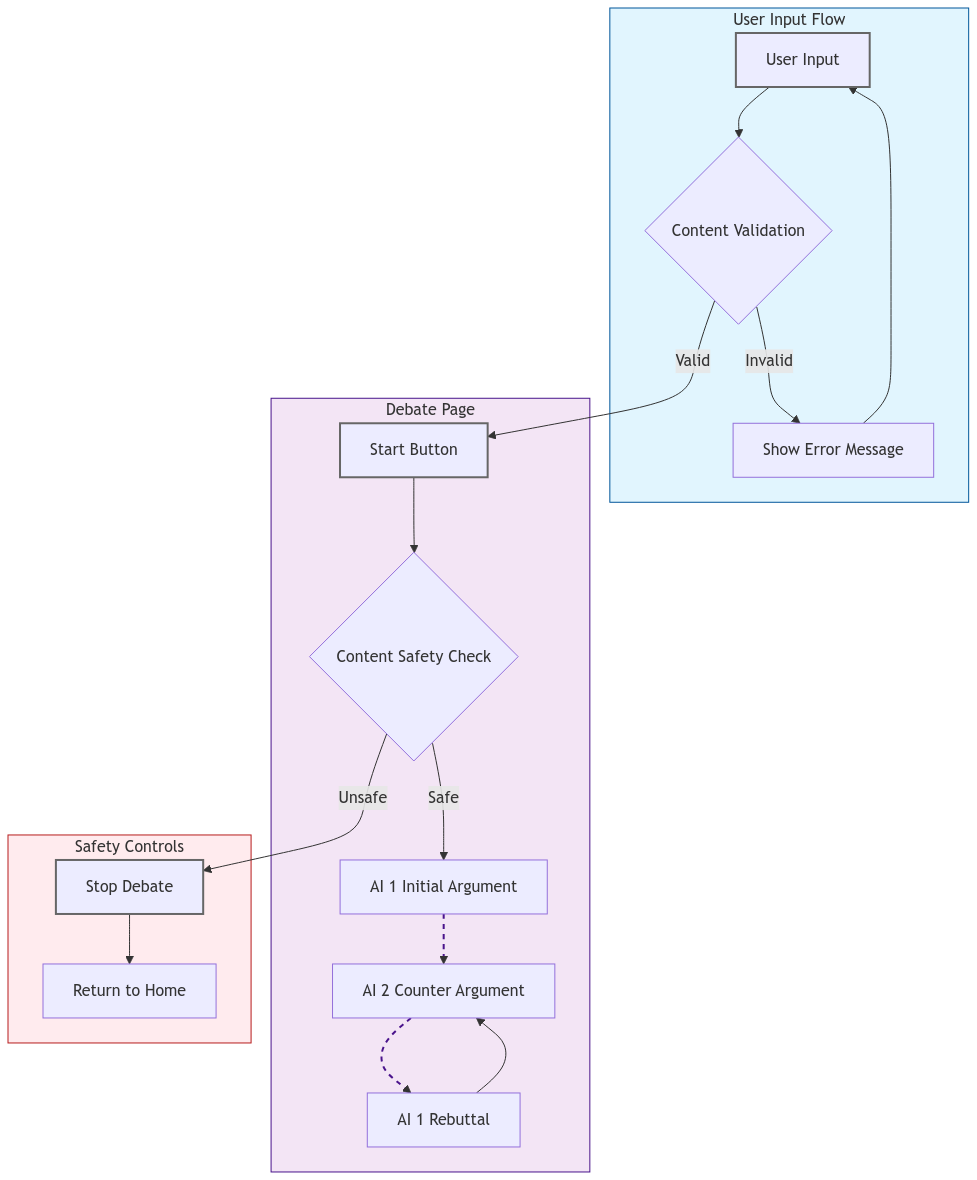 User Input Flow
User Input
Content Validation
Valid
Invalid
Show Error Message
Debate Page
Start Button
Content Safety Check
Unsafe
Safe
Safety Controls
Stop Debate
Return to Home
AI 1 Initial Argument
AI 2 Counter Argument
AI 1 Rebuttal